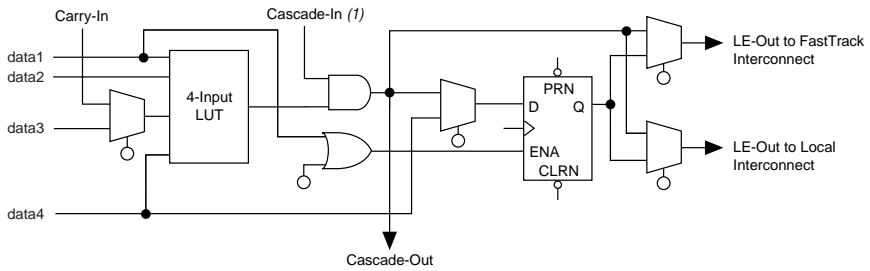 Carry-In
Cascade-In (1)
data1
data2
data3
data4
4-Input
LUT
PRN
D
Q
ENA
CLRN
LE-Out to FastTrack
Interconnect
LE-Out to Local
Interconnect
Cascade-Out